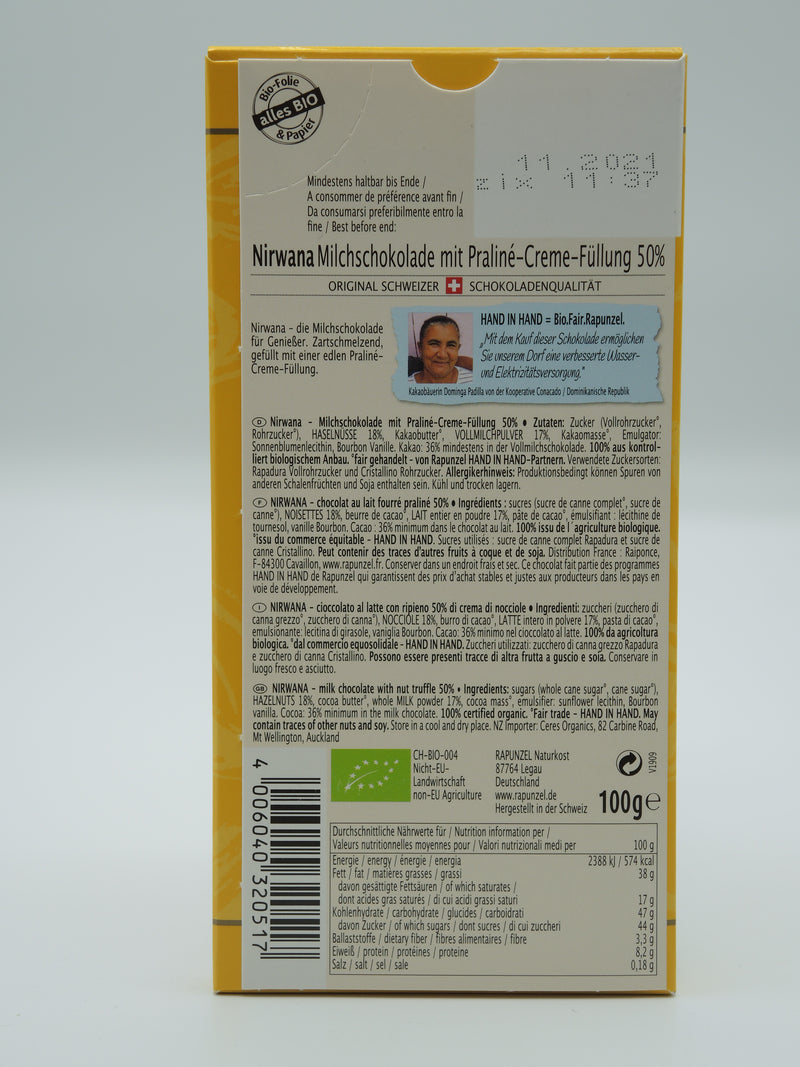 Bio-Folie
alles BIO
& Papier
11.2021
zix 11:37
Mindestens haltbar bis Ende /
A consommer de préférence avant fin /
Da consumarsi preferibilmente entro la
fine / Best before end:
Nirwana Milchschokolade mit Praliné-Creme-Füllung 50%
ORIGINAL SCHWEIZER SCHOKOLADENQUALITÄT
Nirwana - die Milchschokolade
für Genießer. Zartschmelzend,
gefüllt mit einer edlen Praliné-
Creme-Füllung.
HAND IN HAND = Bio.Fair.Rapunzel.
„Mit dem Kauf dieser Schokolade ermöglichen
Sie unserem Dorf eine verbesserte Wasser-
und Elektrizitätsversorgung."
Kakaobäuerin Dominga Padilla von der Kooperative Conacado / Dominikanische Republik
D Nirwana - Milchschokolade mit Praliné-Creme-Füllung 50% • Zutaten: Zucker (Vollrohrzucker°,
Rohrzucker°), HASELNÜSSE 18%, Kakaobutter°, VOLLMILCHPULVER 17%, Kakaomasse°, Emulgator:
Sonnenblumenlecithin, Bourbon Vanille. Kakao: 36% mindestens in der Vollmilchschokolade. 100% aus kontrol-
liert biologischem Anbau. °fair gehandelt - von Rapunzel HAND IN HAND-Partnern. Verwendete Zuckersorten:
Rapadura Vollrohrzucker und Cristallino Rohrzucker. Allergikerhinweis: Produktionsbedingt können Spuren von
anderen Schalenfrüchten und Soja enthalten sein. Kühl und trocken lagern.
F NIRWANA - chocolat au lait fourré praliné 50% • Ingrédients : sucres (sucre de canne complet°, sucre de
canne°), NOISETTES 18%, beurre de cacao°, LAIT entier en poudre 17%, pâte de cacao°, émulsifiant : lécithine de
tournesol, vanille Bourbon. Cacao : 36% minimum dans le chocolat au lait. 100% issu de l´agriculture biologique.
°issu du commerce équitable - HAND IN HAND. Sucres utilisés : sucre de canne complet Rapadura et sucre de
canne Cristallino. Peut contenir des traces d'autres fruits à coque et de soja. Distribution France : Raiponce,
F-84300 Cavaillon, www.rapunzel.fr. Conserver dans un endroit frais et sec. Ce chocolat fait partie des programmes
HAND IN HAND de Rapunzel qui garantissent des prix d'achat stables et justes aux producteurs dans les pays en
voie de développement.
I NIRWANA - cioccolato al latte con ripieno 50% di crema di nocciole • Ingredienti: zuccheri (zucchero di
canna grezzo°, zucchero di canna°), NOCCIOLE 18%, burro di cacao°, LATTE intero in polvere 17%, pasta di cacao°,
emulsionante: lecitina di girasole, vaniglia Bourbon. Cacao: 36% minimo nel cioccolato al latte. 100% da agricoltura
biologica. °dal commercio equosolidale - HAND IN HAND. Zuccheri utilizzati: zucchero di canna grezzo Rapadura
e zucchero di canna Cristallino. Possono essere presenti tracce di altra frutta a guscio e soia. Conservare in
luogo fresco e asciutto.
GB NIRWANA - milk chocolate with nut truffle 50% • Ingredients: sugars (whole cane sugar°, cane sugar°),
HAZELNUTS 18%, cocoa butter°, whole MILK powder 17%, cocoa mass°, emulsifier: sunflower lecithin, Bourbon
vanilla. Cocoa: 36% minimum in the milk chocolate. 100% certified organic. °Fair trade - HAND IN HAND. May
contain traces of other nuts and soy. Store in a cool and dry place. NZ Importer: Ceres Organics, 82 Carbine Road,
Mt Wellington, Auckland
4 006040 320517
CH-BIO-004
Nicht-EU-
Landwirtschaft
non-EU Agriculture
RAPUNZEL Naturkost
87764 Legau
Deutschland
www.rapunzel.de
Hergestellt in der Schweiz
100g e
V1909
Durchschnittliche Nährwerte für / Nutrition information per /
Valeurs nutritionnelles moyennes pour / Valori nutrizionali medi per 100 g
Energie / energy / énergie / energia 2388 kJ / 574 kcal
Fett / fat / matières grasses / grassi 38 g
davon gesättigte Fettsäuren / of which saturates /
dont acides gras saturés / di cui acidi grassi saturi 17 g
Kohlenhydrate / carbohydrate / glucides / carboidrati 47 g
davon Zucker / of which sugars / dont sucres / di cui zuccheri 44 g
Ballaststoffe / dietary fiber / fibres alimentaires / fibre 3,3 g
Eiweiß / protein / protéines / proteine 8,2 g
Salz / salt / sel / sale 0,18 g